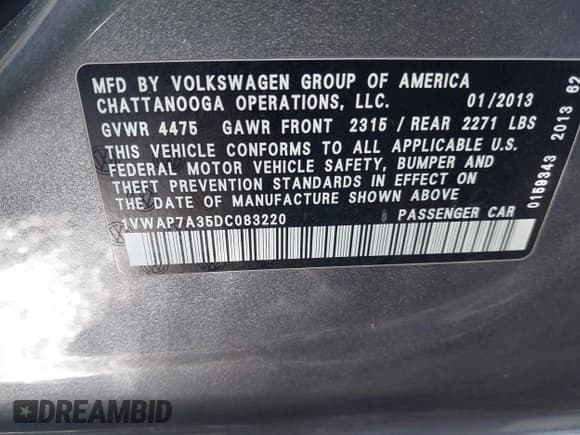 MFD BY VOLKSWAGEN GROUP OF AMERICA
CHATTANOOGA OPERATIONS, LLC. 01/2013
GVWR 4475 GAWR FRONT 2315 / REAR 2271 LBS
THIS VEHICLE CONFORMS TO ALL APPLICABLE U.S.
FEDERAL MOTOR VEHICLE SAFETY, BUMPER AND
THEFT PREVENTION STANDARDS IN EFFECT ON
THE DATE OF MANUFACTURE SHOWN ABOVE
1VWAP7A35DC083220 PASSENGER CAR
0159343 2013 62
DREAMBID